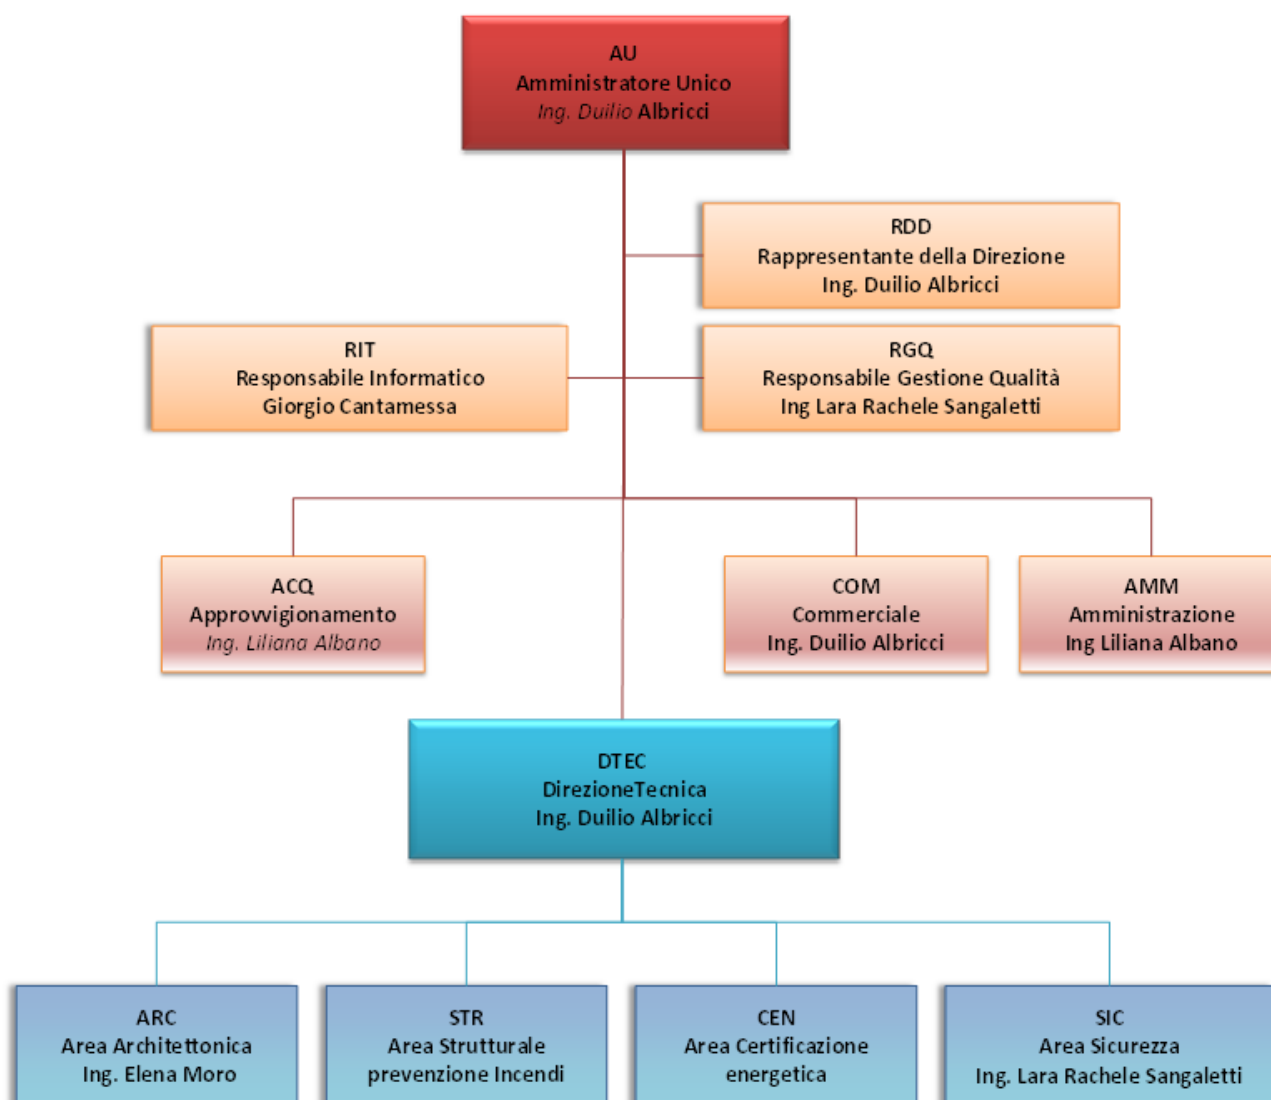 AU
Amministratore Unico
Ing. Duilio Albricci
RDD
Rappresentante della Direzione
Ing. Duilio Albricci
RIT
Responsabile Informatico
Giorgio Cantamessa
RGQ
Responsabile Gestione Qualità
Ing Lara Rachele Sangaletti
ACQ
Approvvigionamento
Ing. Liliana Albano
COM
Commerciale
Ing. Duilio Albricci
AMM
Amministrazione
Ing Liliana Albano
DTEC
DirezioneTecnica
Ing. Duilio Albricci
ARC
Area Architettonica
Ing. Elena Moro
STR
Area Strutturale
prevenzione Incendi
CEN
Area Certificazione
energetica
SIC
Area Sicurezza
Ing. Lara Rachele Sangaletti